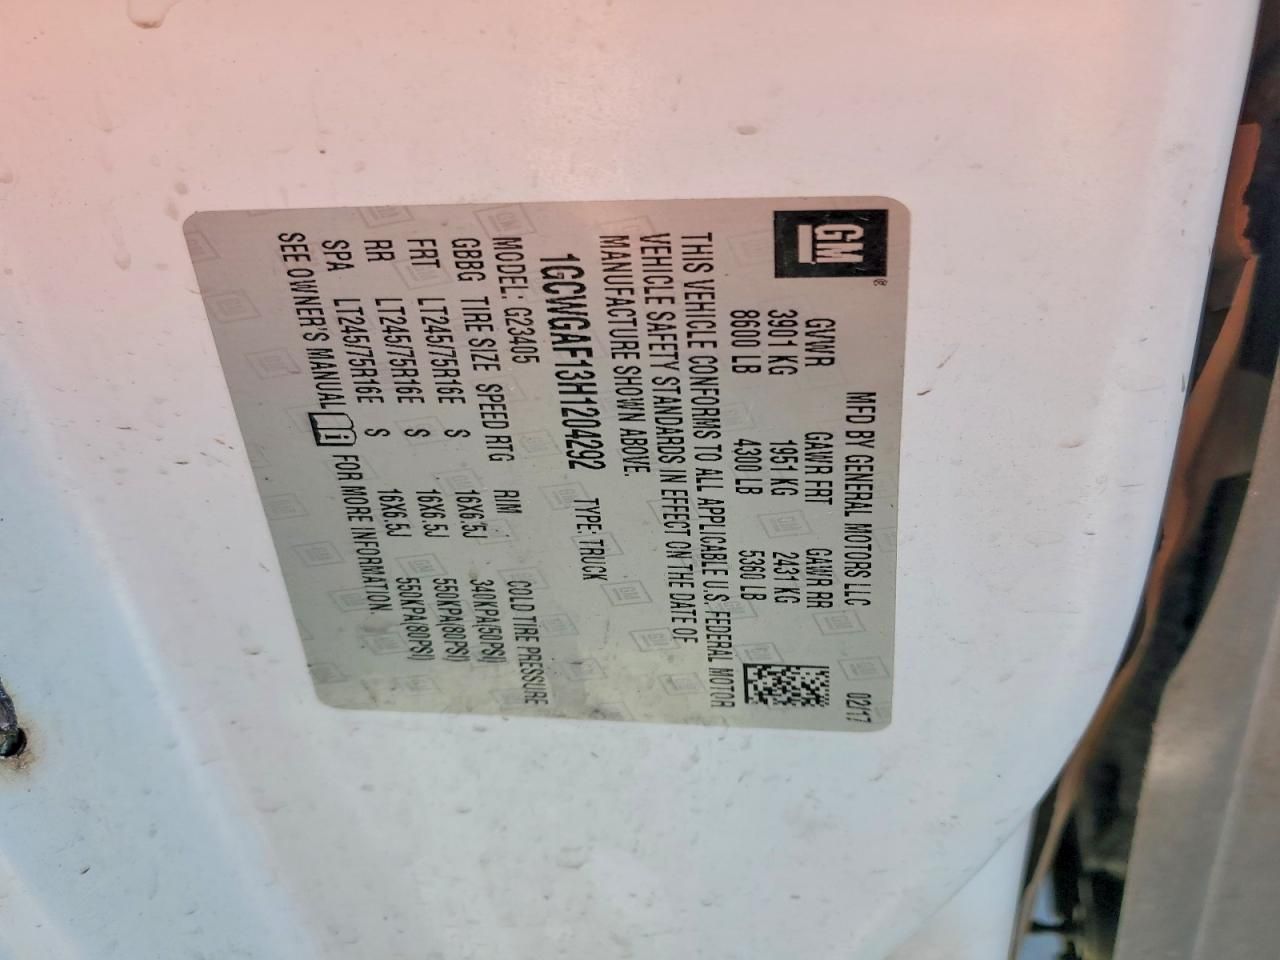 GM®
MFD BY GENERAL MOTORS LLC 02/17
GVWR GAWR FRT GAWR RR
3901 KG 1951 KG 2431 KG
8600 LB 4300 LB 5360 LB
THIS VEHICLE CONFORMS TO ALL APPLICABLE U.S. FEDERAL MOTOR
VEHICLE SAFETY STANDARDS IN EFFECT ON THE DATE OF
MANUFACTURE SHOWN ABOVE.
1GCWGAF13H1204292 TYPE: TRUCK
MODEL: G23405
GBBG TIRE SIZE SPEED RTG RIM COLD TIRE PRESSURE
FRT LT245/75R16E S 16X6.5J 340KPA(50PSI)
RR LT245/75R16E S 16X6.5J 550KPA(80PSI)
SPA LT245/75R16E S 16X6.5J 550KPA(80PSI)
SEE OWNER'S MANUAL FOR MORE INFORMATION.